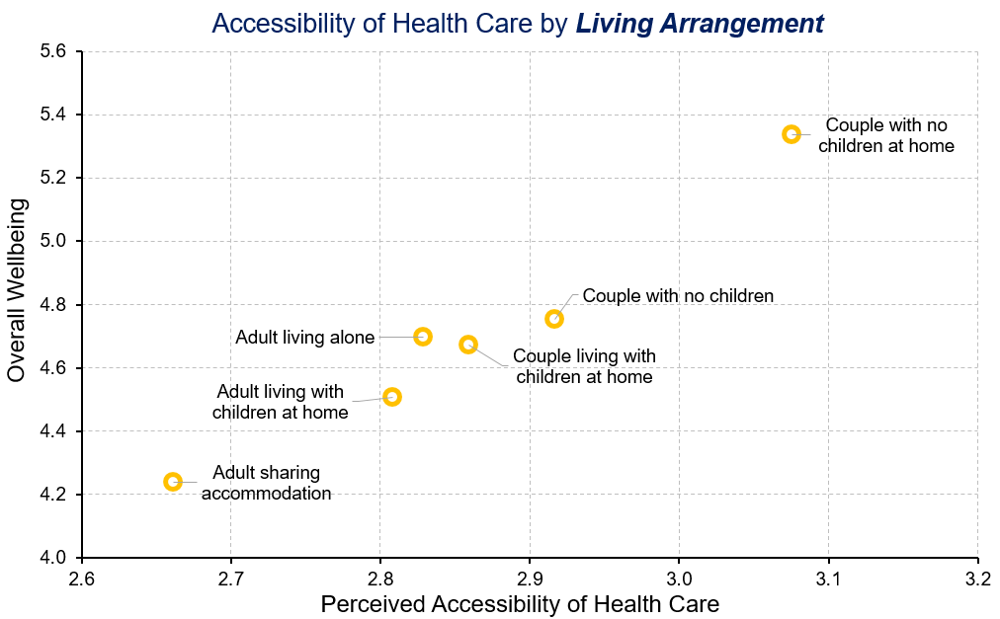 Accessibility of Health Care by Living Arrangement
5.6
5.4
5.2
5.0
4.8
4.6
4.4
4.2
4.0
Overall Wellbeing
Couple with no
children at home
Couple with no children
Adult living alone
Couple living with
children at home
Adult living with
children at home
Adult sharing
accommodation
2.6 2.7 2.8 2.9 3.0 3.1 3.2
Perceived Accessibility of Health Care